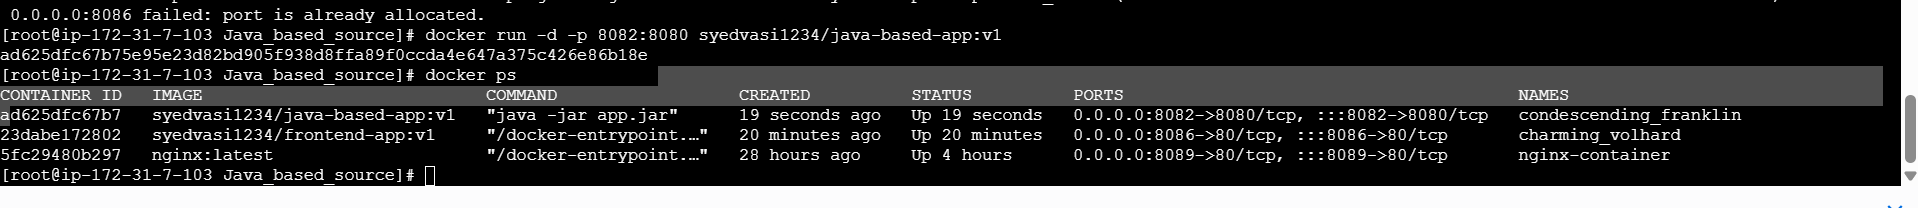 0.0.0.0:8086 failed: port is already allocated.
[root@ip-172-31-7-103 Java_based_source]# docker run -d -p 8082:8080 syedvasi1234/java-based-app:v1
ad625dfc67b75e95e23d82bd905f938d8ffa89f0ccda4e647a375c426e86b18e
[root@ip-172-31-7-103 Java_based_source]# docker ps
CONTAINER ID   IMAGE                            COMMAND                  CREATED          STATUS          PORTS                                       NAMES
ad625dfc67b7   syedvasi1234/java-based-app:v1   "java -jar app.jar"      19 seconds ago   Up 19 seconds   0.0.0.0:8082->8080/tcp, :::8082->8080/tcp   condescending_franklin
23dabe172802   syedvasi1234/frontend-app:v1     "/docker-entrypoint.…"   20 minutes ago   Up 20 minutes   0.0.0.0:8086->80/tcp, :::8086->80/tcp       charming_volhard
5fc29480b297   nginx:latest                     "/docker-entrypoint.…"   28 hours ago     Up 4 hours      0.0.0.0:8089->80/tcp, :::8089->80/tcp       nginx-container
[root@ip-172-31-7-103 Java_based_source]#